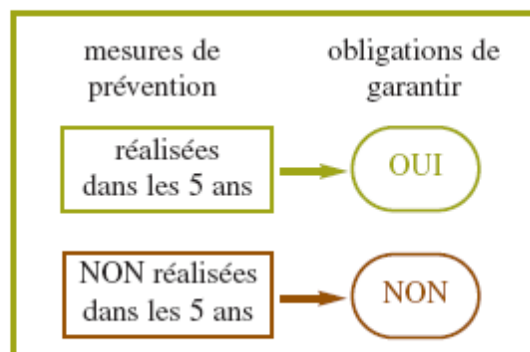 mesures de
prévention
obligations de
garantir
réalisées
dans les 5 ans
OUI
NON réalisées
dans les 5 ans
NON